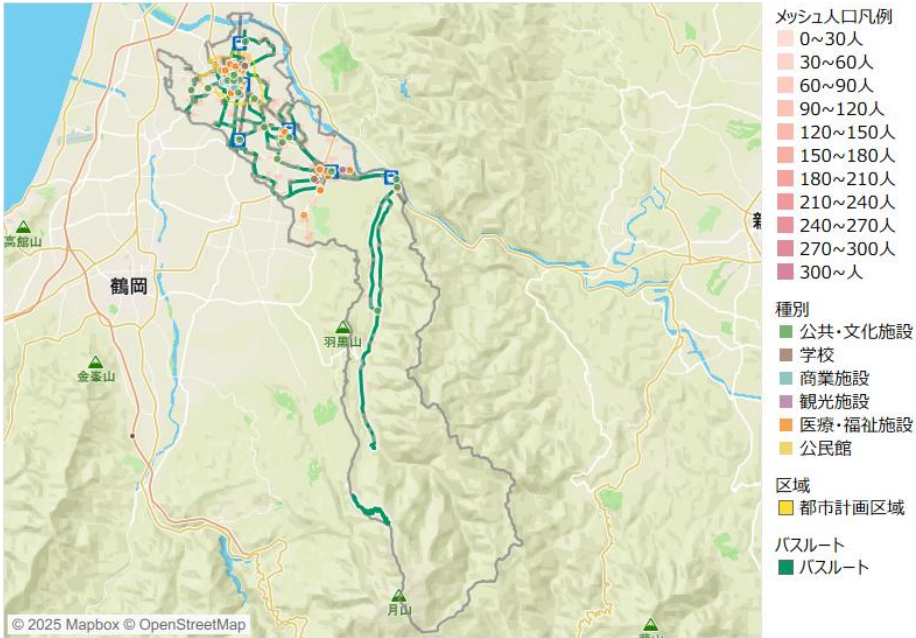 メッシュ人口凡例
0~30人
30~60人
60~90人
90~120人
120~150人
150~180人
180~210人
210~240人
240~270人
270~300人
300~人
種別
公共・文化施設
学校
商業施設
観光施設
医療・福祉施設
公民館
区域
都市計画区域
バスルート
バスルート
高館山
鶴岡
羽黒山
金峯山
月山
© 2025 Mapbox © OpenStreetMap